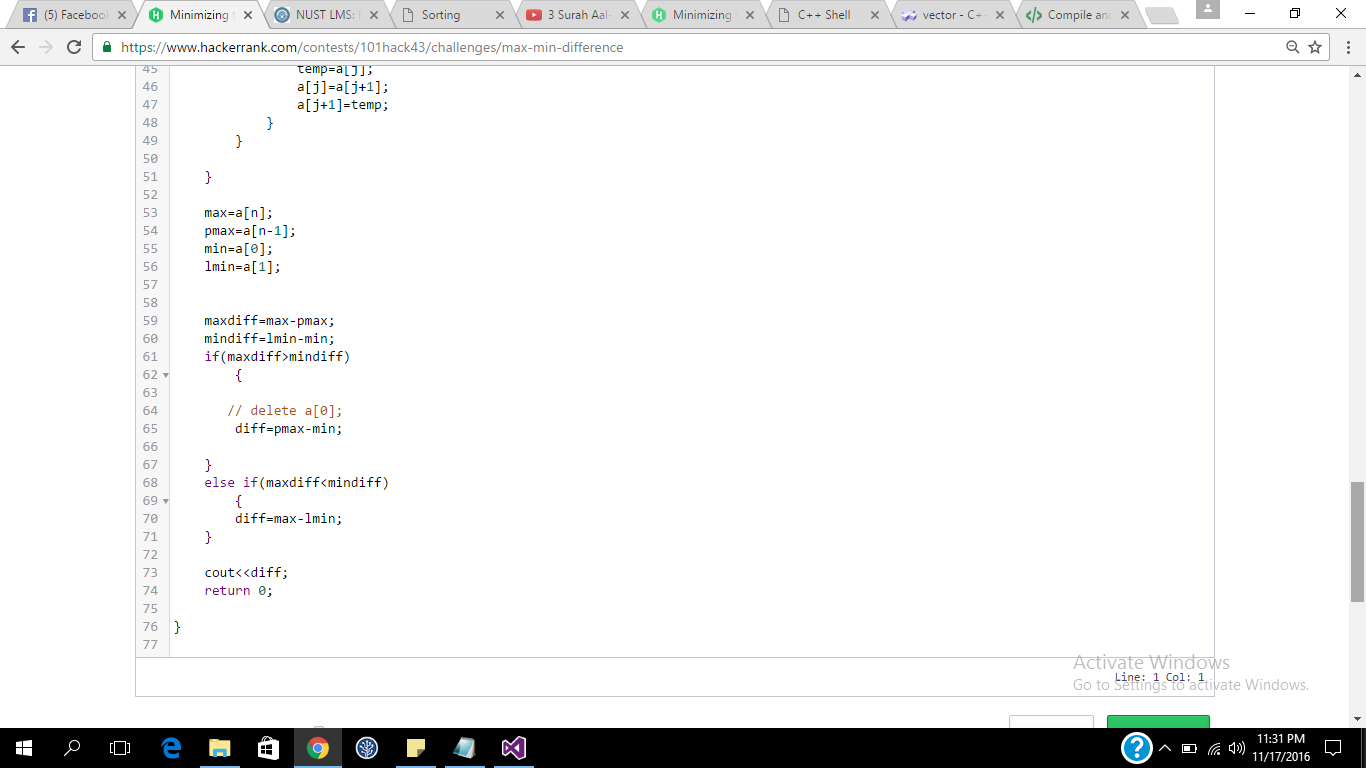 (5) Facebook
Minimizing
NUST LMS:
Sorting
3 Surah Aal-
Minimizing
C++ Shell
vector - C+
Compile an
https://www.hackerrank.com/contests/101hack43/challenges/max-min-difference
45 temp=a[j];
46 a[j]=a[j+1];
47 a[j+1]=temp;
48 }
49 }
50
51 }
52
53 max=a[n];
54 pmax=a[n-1];
55 min=a[0];
56 lmin=a[1];
57
58
59 maxdiff=max-pmax;
60 mindiff=lmin-min;
61 if(maxdiff>mindiff)
62 {
63
64 // delete a[0];
65 diff=pmax-min;
66
67 }
68 else if(maxdiff<mindiff)
69 {
70 diff=max-lmin;
71 }
72
73 cout<<diff;
74 return 0;
75
76 }
77
Activate Windows
Line: 1 Col: 1
Go to Settings to activate Windows.
11:31 PM
11/17/2016